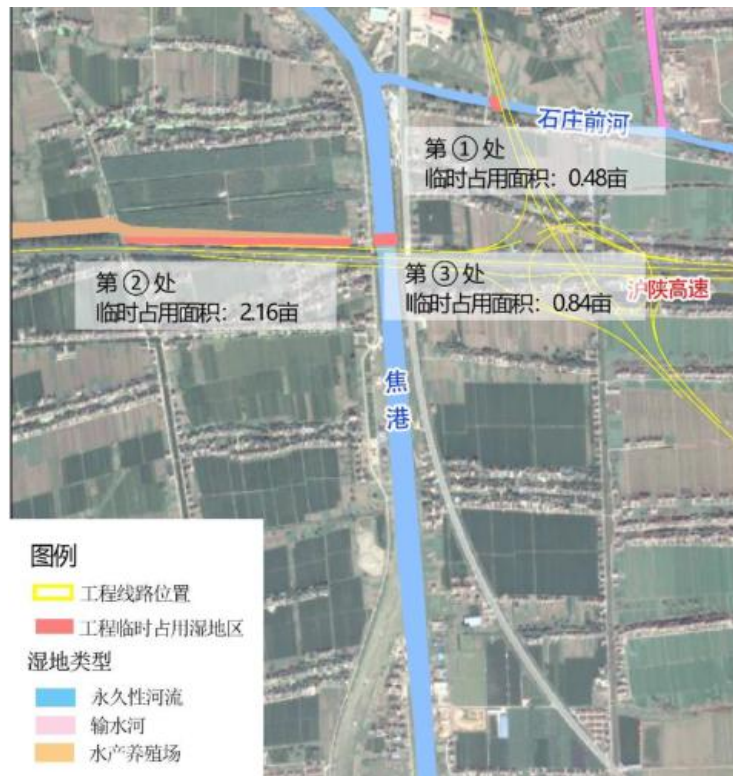 石庄前河
第①处
临时占用面积：0.48亩
第②处
临时占用面积：2.16亩
第③处
临时占用面积：0.84亩
沪陕高速
焦港
图例
工程线路位置
工程临时占用湿地区
湿地类型
永久性河流
输水河
水产养殖场